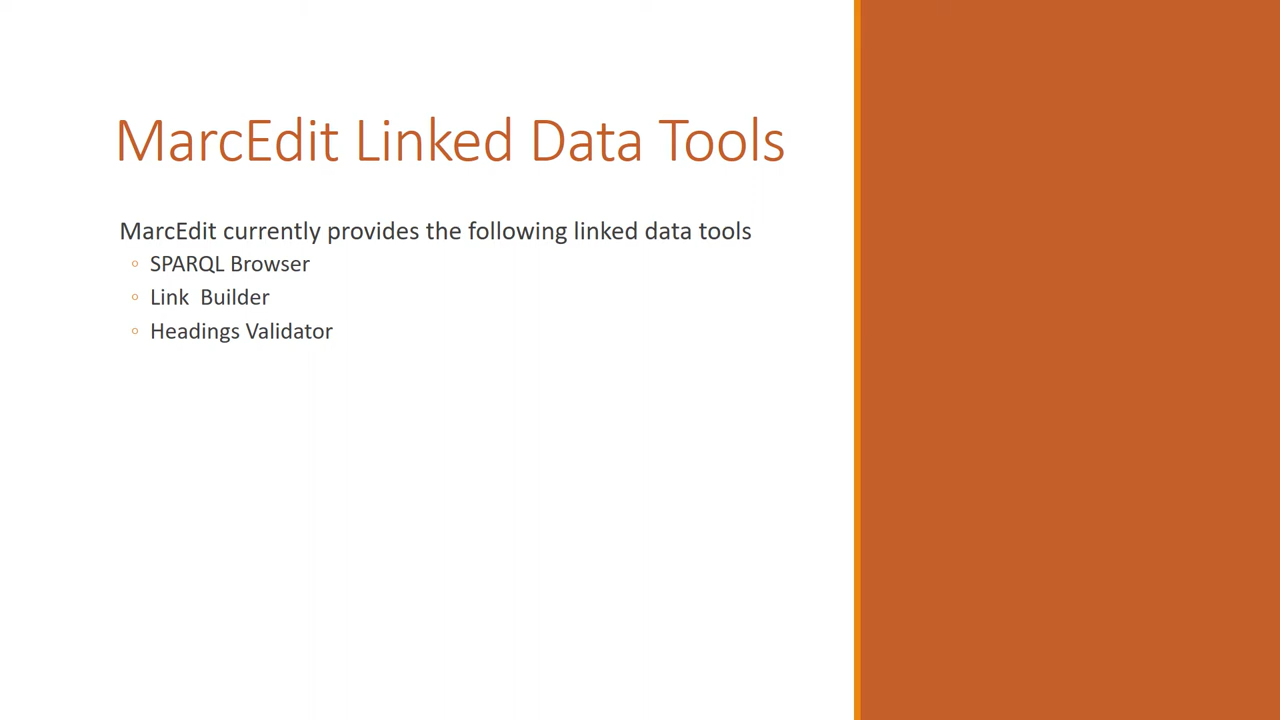 MarcEdit Linked Data Tools
MarcEdit currently provides the following linked data tools
◦ SPARQL Browser
◦ Link  Builder
◦ Headings Validator